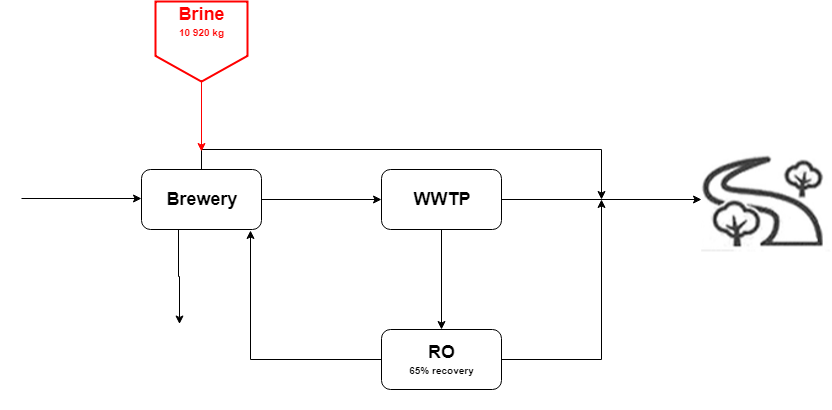 Brine
10 920 kg
Brewery
WWTP
RO
65% recovery